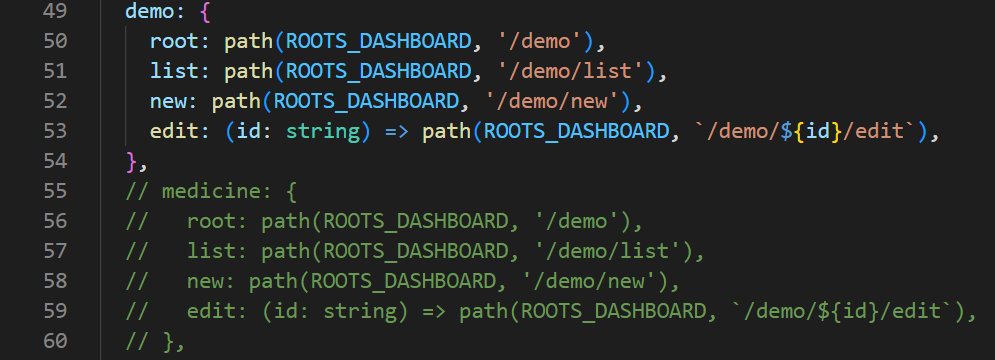 49 demo: {
50 root: path(ROOTS_DASHBOARD, '/demo'),
51 list: path(ROOTS_DASHBOARD, '/demo/list'),
52 new: path(ROOTS_DASHBOARD, '/demo/new'),
53 edit: (id: string) => path(ROOTS_DASHBOARD, `/demo/${id}/edit`),
54 },
55 // medicine: {
56 // root: path(ROOTS_DASHBOARD, '/demo'),
57 // list: path(ROOTS_DASHBOARD, '/demo/list'),
58 // new: path(ROOTS_DASHBOARD, '/demo/new'),
59 // edit: (id: string) => path(ROOTS_DASHBOARD, `/demo/${id}/edit`),
60 // },